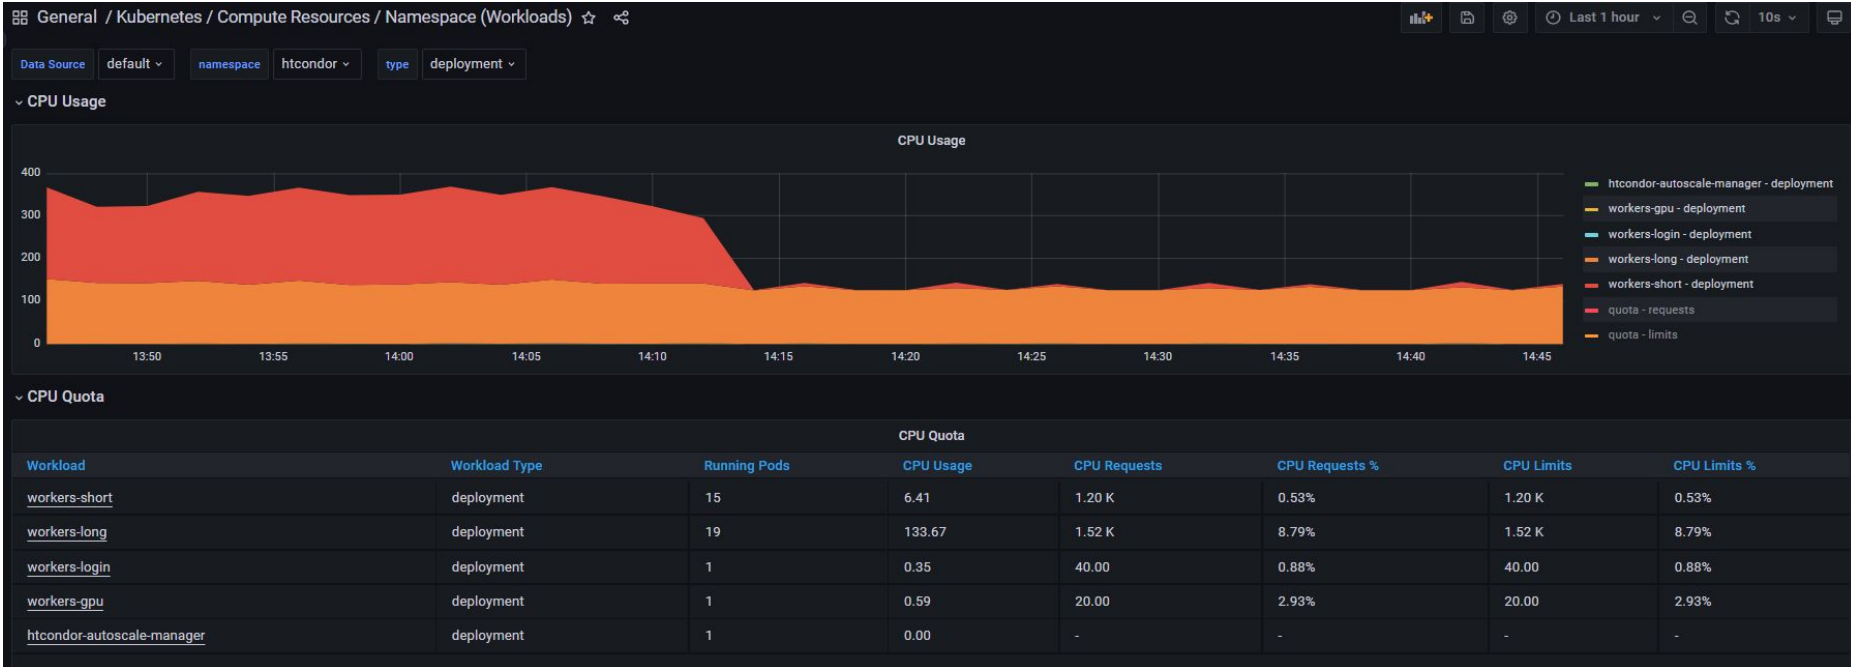 General / Kubernetes / Compute Resources / Namespace (Workloads)
Last 1 hour
10s
Data Source default namespace htcondor type deployment
CPU Usage
CPU Usage
400
300
200
100
0
13:50 13:55 14:00 14:05 14:10 14:15 14:20 14:25 14:30 14:35 14:40 14:45
htcondor-autoscale-manager - deployment
workers-gpu - deployment
workers-login - deployment
workers-long - deployment
workers-short - deployment
quota - requests
quota - limits
CPU Quota
CPU Quota
Workload Workload Type Running Pods CPU Usage CPU Requests CPU Requests % CPU Limits CPU Limits %
workers-short deployment 15 6.41 1.20 K 0.53% 1.20 K 0.53%
workers-long deployment 19 133.67 1.52 K 8.79% 1.52 K 8.79%
workers-login deployment 1 0.35 40.00 0.88% 40.00 0.88%
workers-gpu deployment 1 0.59 20.00 2.93% 20.00 2.93%
htcondor-autoscale-manager deployment 1 0.00 - - - -